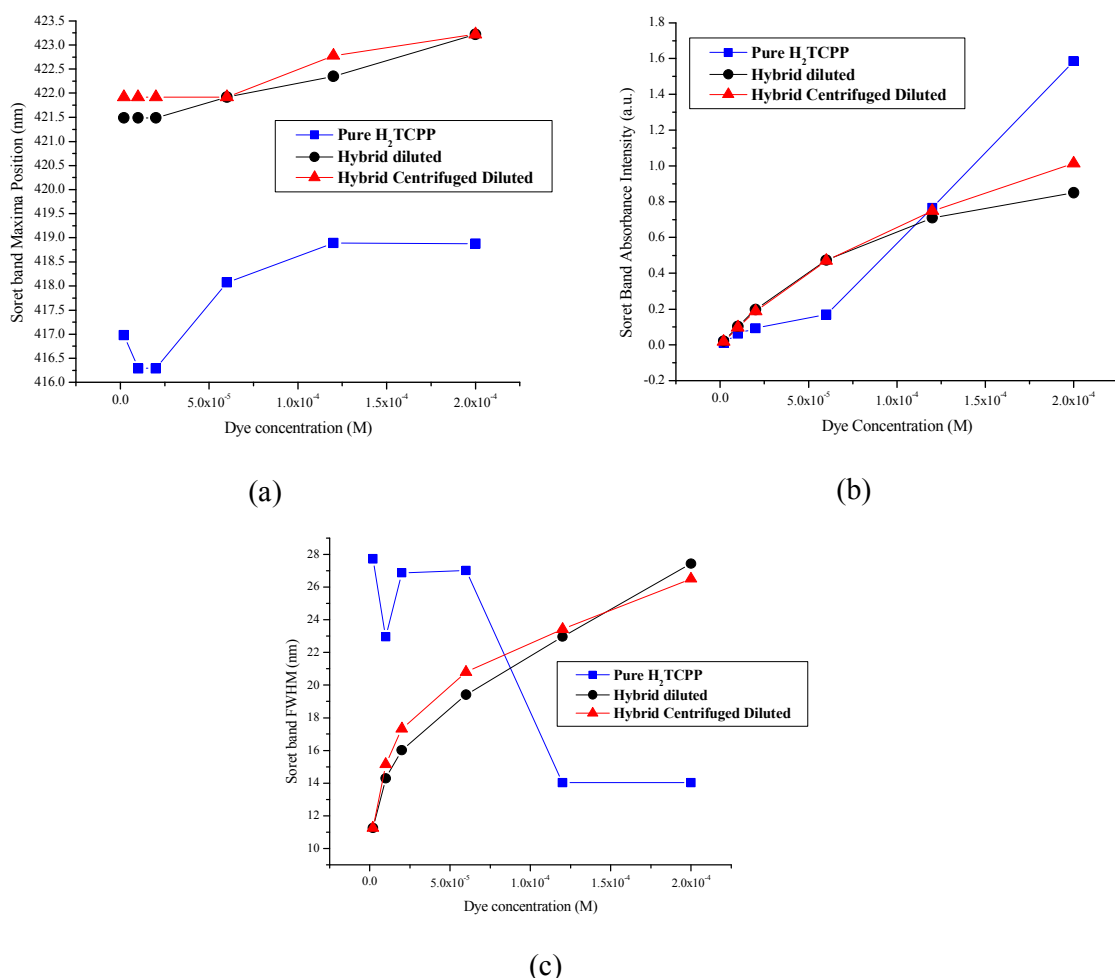 423.5
423.0
422.5
422.0
421.5
421.0
420.5
420.0
419.5
419.0
418.5
418.0
417.5
417.0
416.5
416.0
Soret band Maxima Position (nm)
Pure H2TCPP
Hybrid diluted
Hybrid Centrifuged Diluted
0.0 5.0x10-5 1.0x10-4 1.5x10-4 2.0x10-4
Dye concentration (M)
(a)
1.8
1.6
1.4
1.2
1.0
0.8
0.6
0.4
0.2
0.0
-0.2
Soret Band Absorbance Intensity (a.u.)
Pure H2TCPP
Hybrid diluted
Hybrid Centrifuged Diluted
0.0 5.0x10-5 1.0x10-4 1.5x10-4 2.0x10-4
Dye Concentration (M)
(b)
28
26
24
22
20
18
16
14
12
10
Soret band FWHM (nm)
Pure H2TCPP
Hybrid diluted
Hybrid Centrifuged Diluted
0.0 5.0x10-5 1.0x10-4 1.5x10-4 2.0x10-4
Dye concentration (M)
(c)